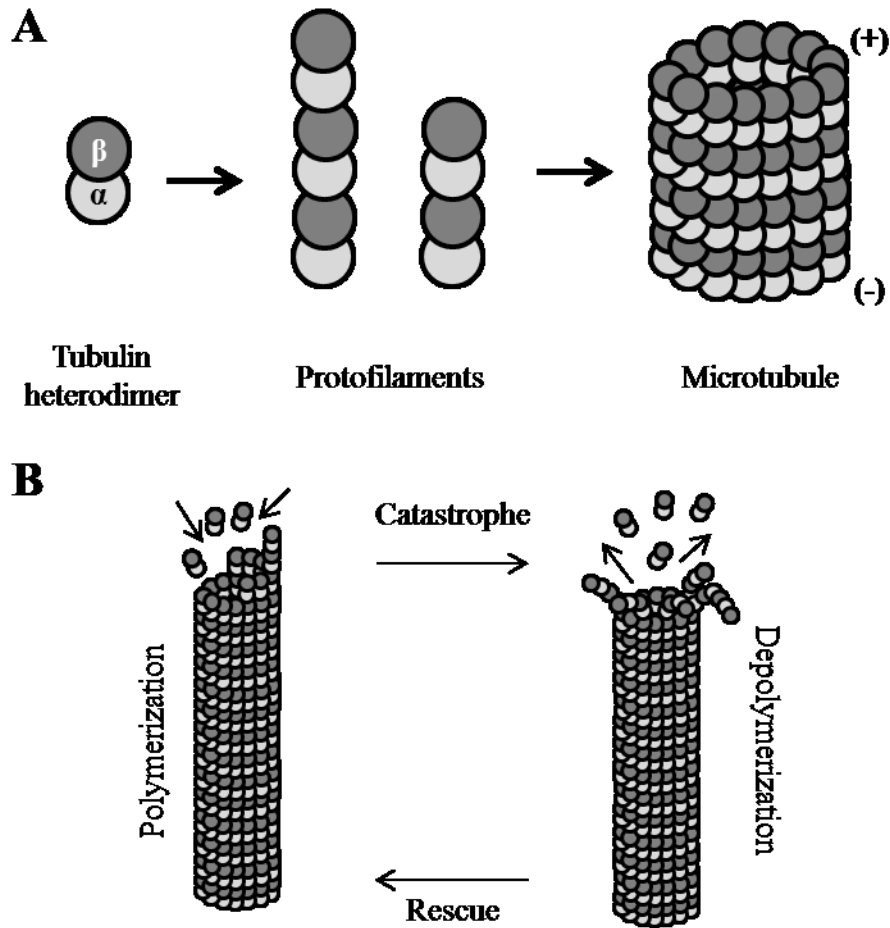 A
β
α
(+)
(-)
Tubulin
heterodimer
Protofilaments
Microtubule
B
Catastrophe
Polymerization
Depolymerization
Rescue